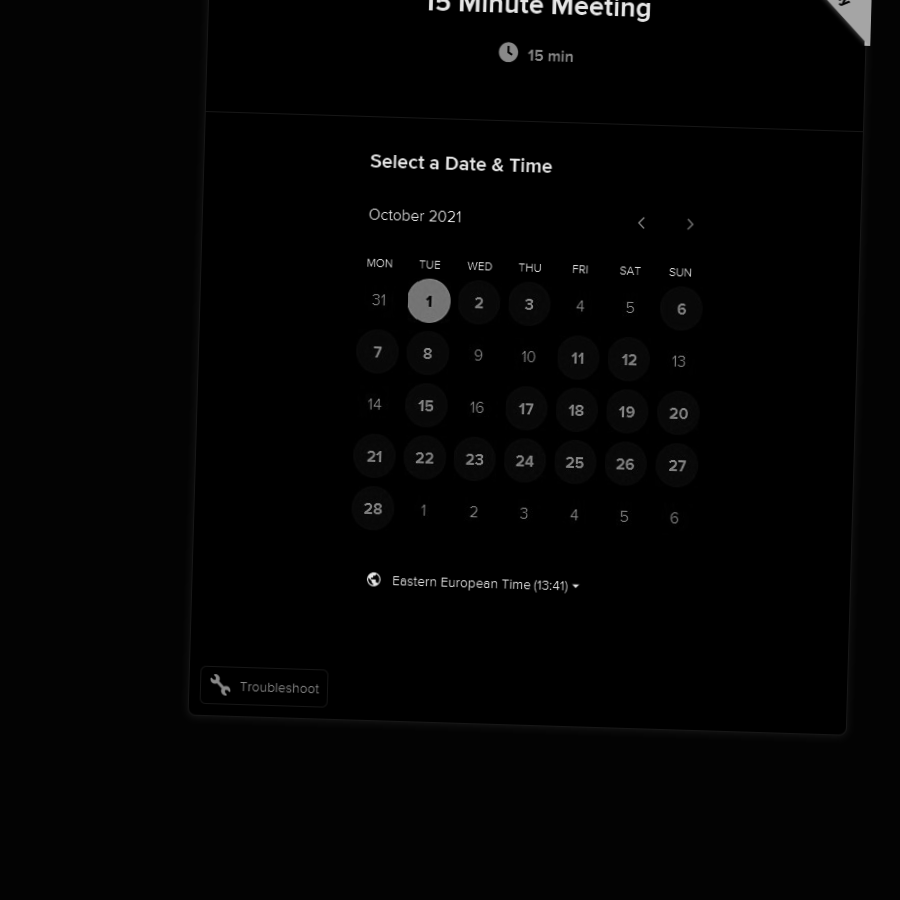 15 Minute Meeting
15 min
Select a Date & Time
October 2021
MON TUE WED THU FRI SAT SUN
31 1 2 3 4 5 6
7 8 9 10 11 12 13
14 15 16 17 18 19 20
21 22 23 24 25 26 27
28 1 2 3 4 5 6
Eastern European Time (13:41)
Troubleshoot